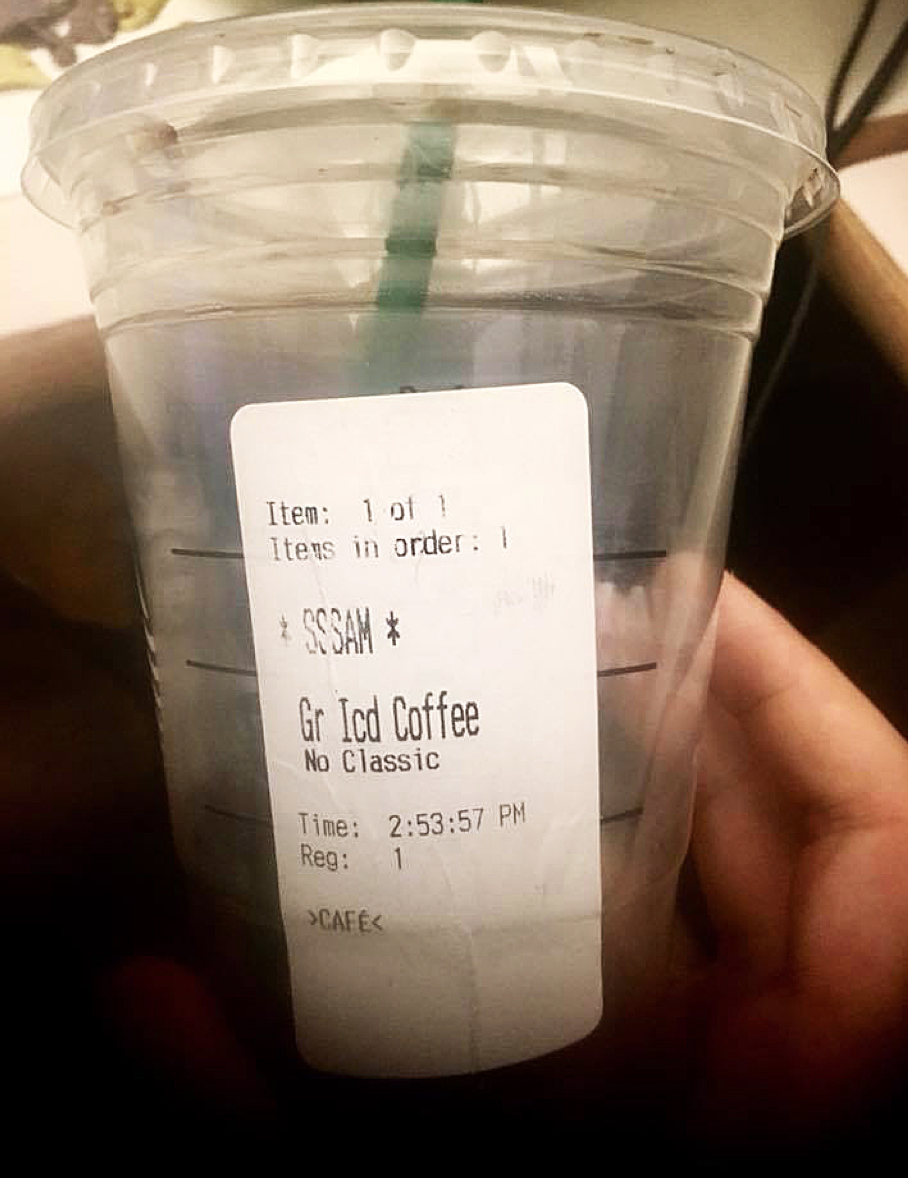 Item: 1 of 1
Items in order: 1
* SSSAM *
Gr Icd Coffee
No Classic
Time: 2:53:57 PM
Reg: 1
>CAFÉ<